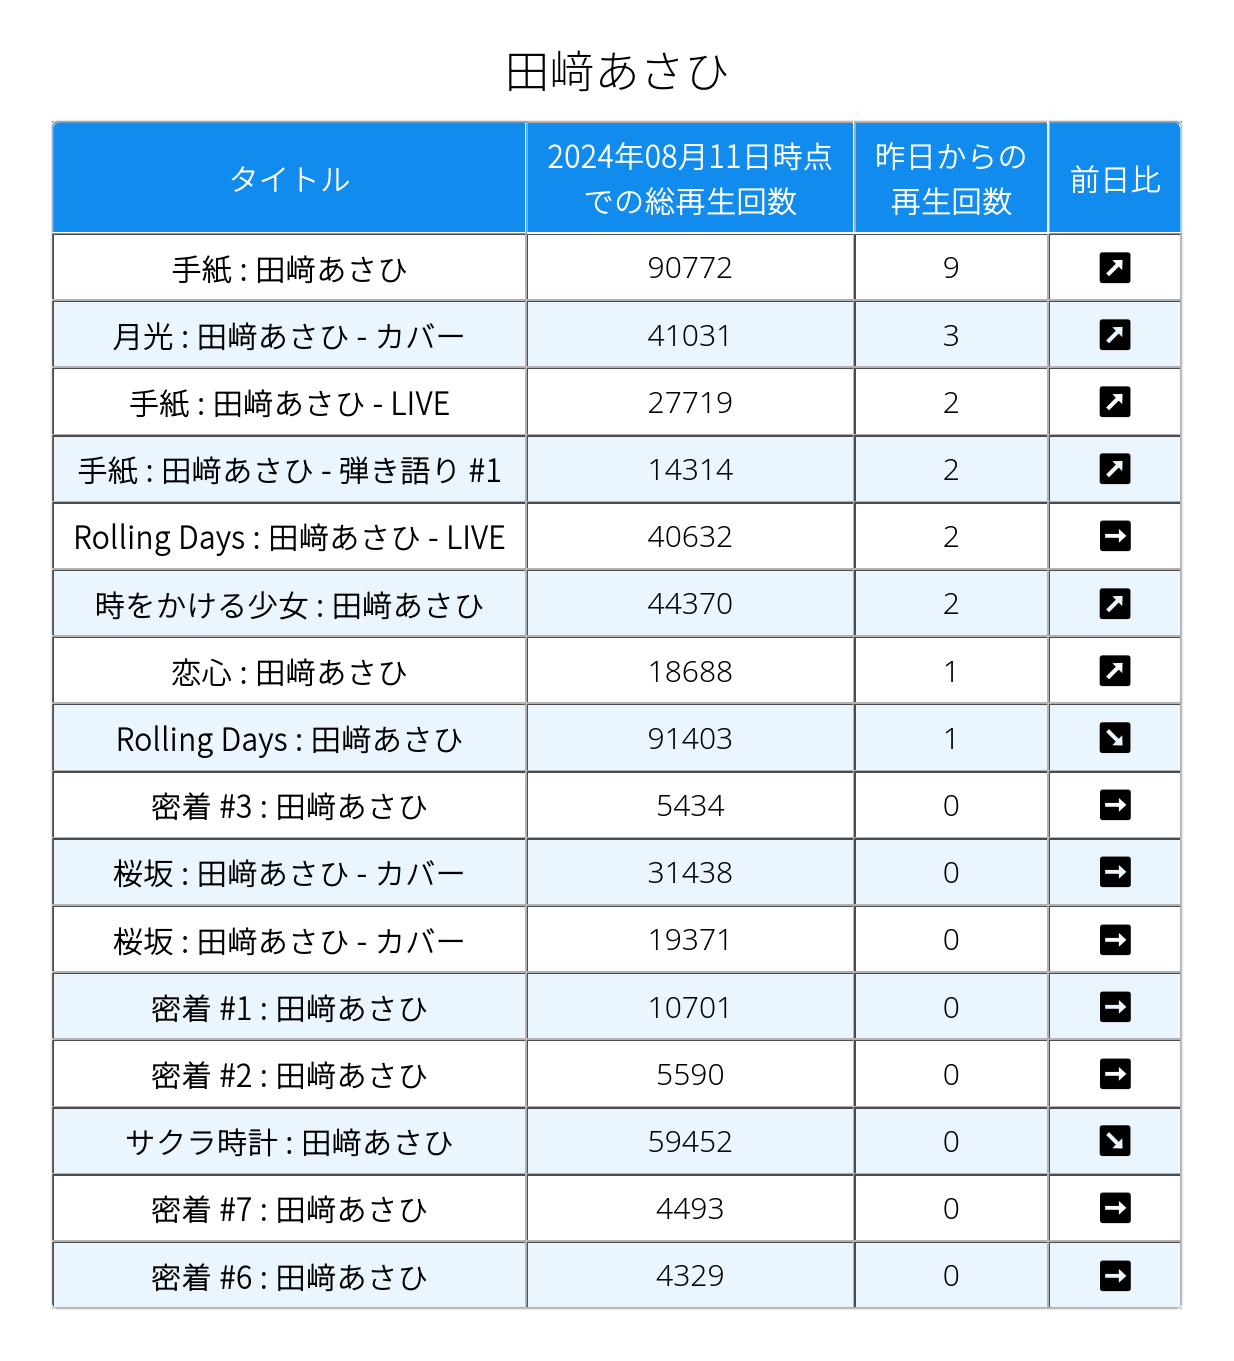 田﨑あさひ
タイトル
2024年08月11日時点
での総再生回数
昨日からの
再生回数
前日比
手紙 : 田﨑あさひ 90772 9
月光 : 田﨑あさひ - カバー 41031 3
手紙 : 田﨑あさひ - LIVE 27719 2
手紙 : 田﨑あさひ - 弾き語り #1 14314 2
Rolling Days : 田﨑あさひ - LIVE 40632 2
時をかける少女 : 田﨑あさひ 44370 2
恋心 : 田﨑あさひ 18688 1
Rolling Days : 田﨑あさひ 91403 1
密着 #3 : 田﨑あさひ 5434 0
桜坂 : 田﨑あさひ - カバー 31438 0
桜坂 : 田﨑あさひ - カバー 19371 0
密着 #1 : 田﨑あさひ 10701 0
密着 #2 : 田﨑あさひ 5590 0
サクラ時計 : 田﨑あさひ 59452 0
密着 #7 : 田﨑あさひ 4493 0
密着 #6 : 田﨑あさひ 4329 0